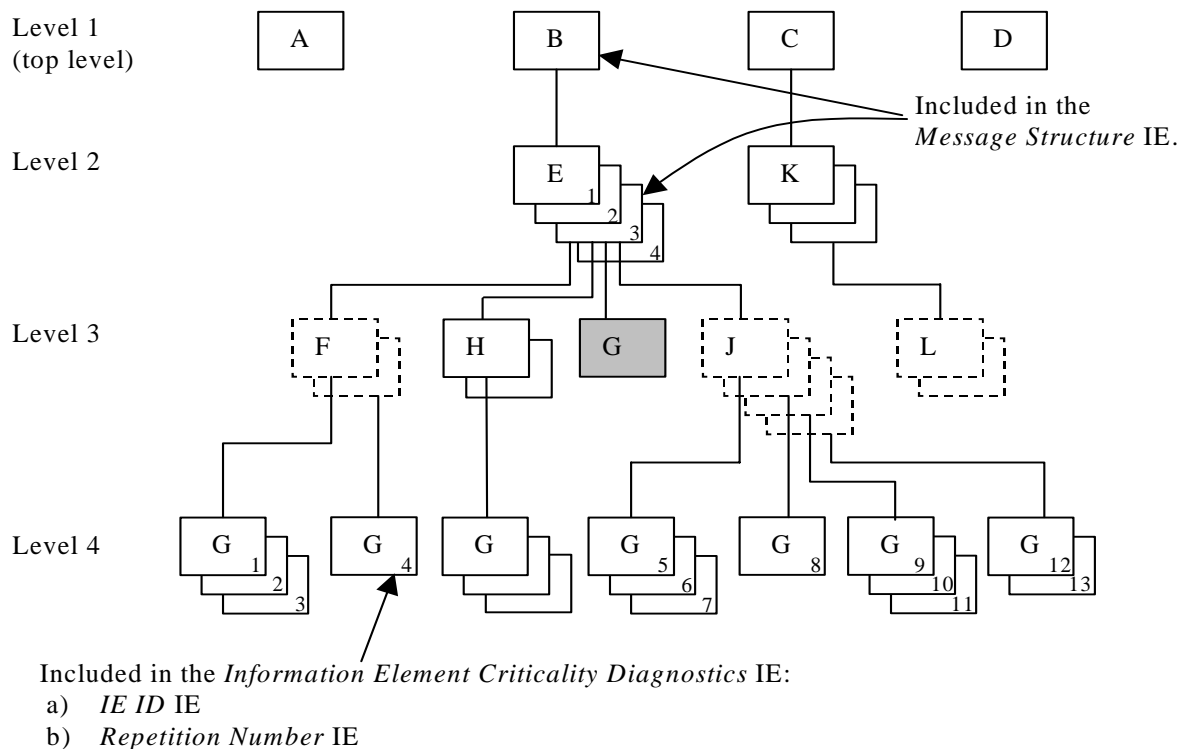 Level 1
(top level)
A
B
C
D
Included in the
Message Structure IE.
Level 2
E
1
2
3
4
K
Level 3
F
H
G
J
L
Level 4
G
1
2
3
G
4
G
G
5
6
7
G
8
G
9
10
11
G
12
13
Included in the Information Element Criticality Diagnostics IE:
a) IE ID IE
b) Repetition Number IE